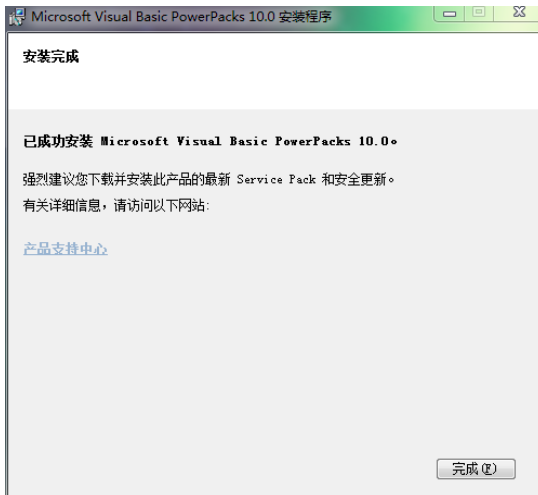 Microsoft Visual Basic PowerPacks 10.0 安装程序
安装完成
已成功安装 Microsoft Visual Basic PowerPacks 10.0。
强烈建议您下载并安装此产品的最新 Service Pack 和安全更新。
有关详细信息，请访问以下网站:
产品支持中心
完成(F)